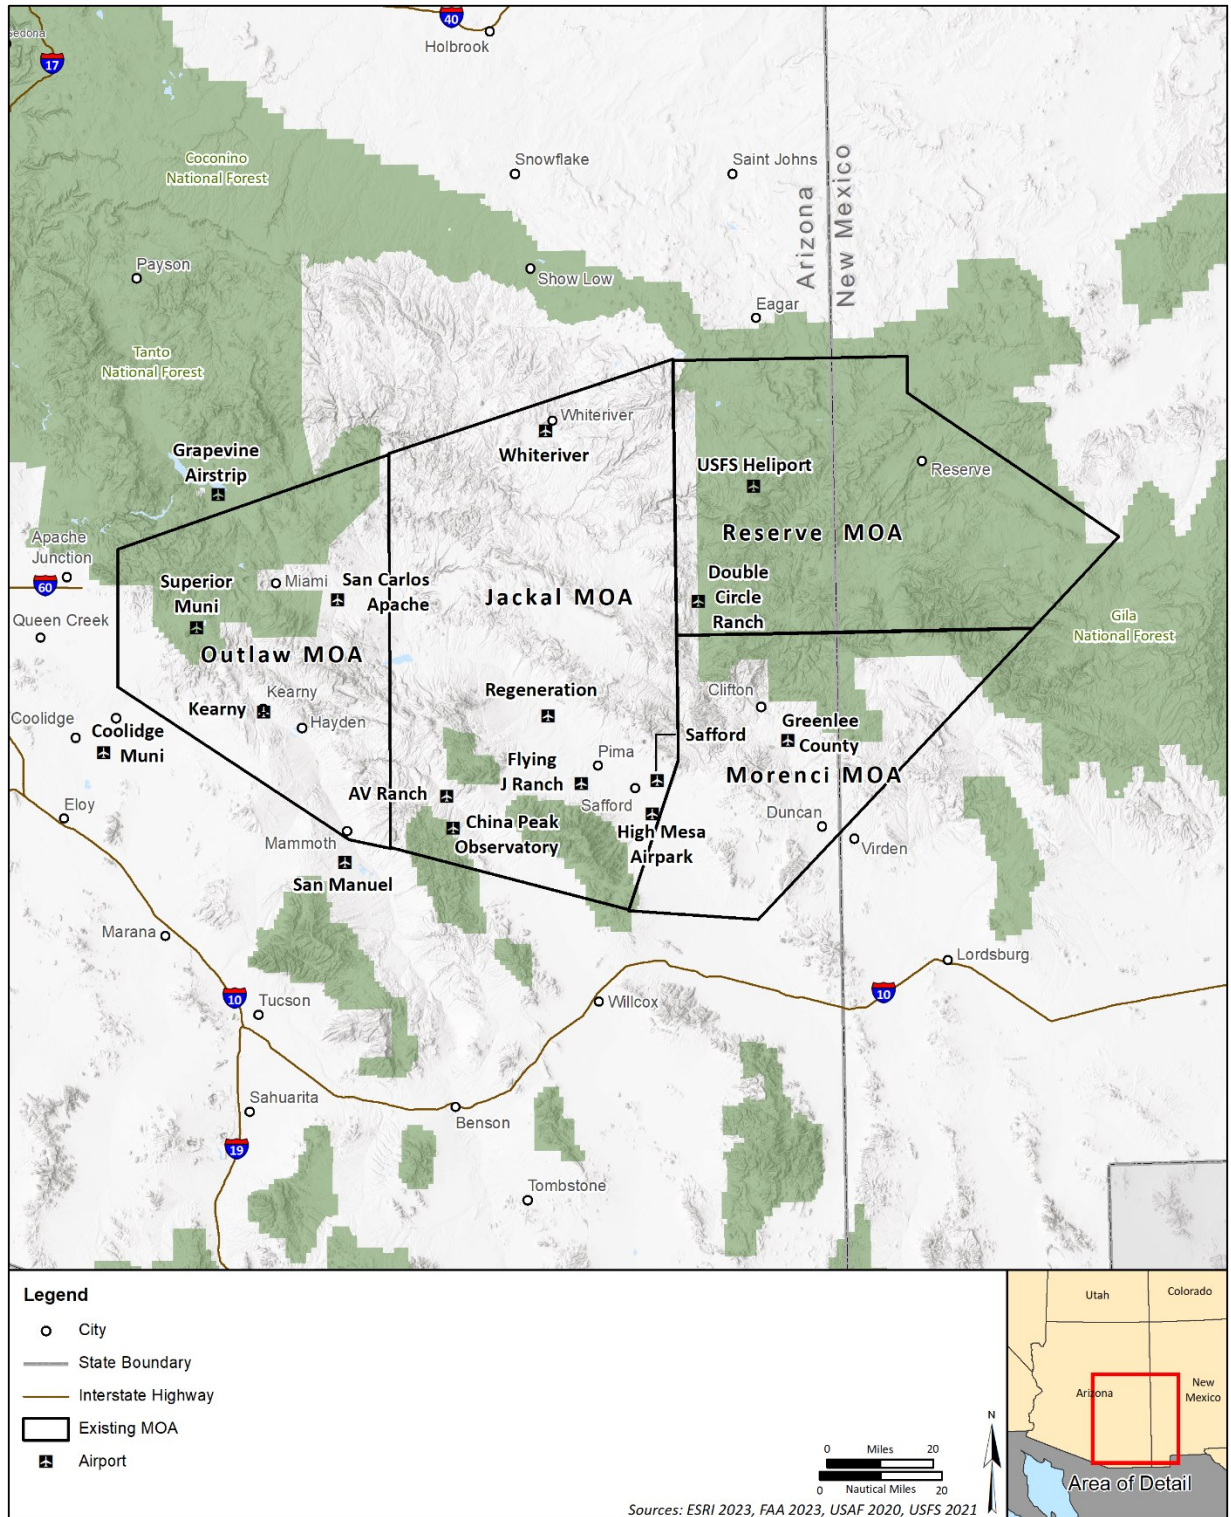 40
Holbrook
Sedona
17
Coconino
National Forest
Snowflake
Saint Johns
Arizona
New Mexico
Payson
Show Low
Eagar
Tanto
National Forest
Whiteriver
Whiteriver
Grapevine
Airstrip
USFS Heliport
Reserve
Reserve MOA
Apache
Junction
60
Superior
Muni
Miami
San Carlos
Apache
Jackal MOA
Double
Circle
Ranch
Gila
National Forest
Queen Creek
Outlaw MOA
Kearny
Kearny
Hayden
Regeneration
Clifton
Coolidge
Coolidge
Muni
Safford
Greenlee
County
Pima
Flying
J Ranch
Morenci MOA
AV Ranch
Safford
Eloy
China Peak
Observatory
High Mesa
Airpark
Duncan
Virden
Mammoth
San Manuel
Marana
Lordsburg
10
Tucson
Willcox
10
Sahuarita
Benson
19
Tombstone
Legend
City
State Boundary
Interstate Highway
Existing MOA
Airport
0 Miles 20
0 Nautical Miles 20
N
Sources: ESRI 2023, FAA 2023, USAF 2020, USFS 2021
Utah
Colorado
Arizona
New
Mexico
Area of Detail